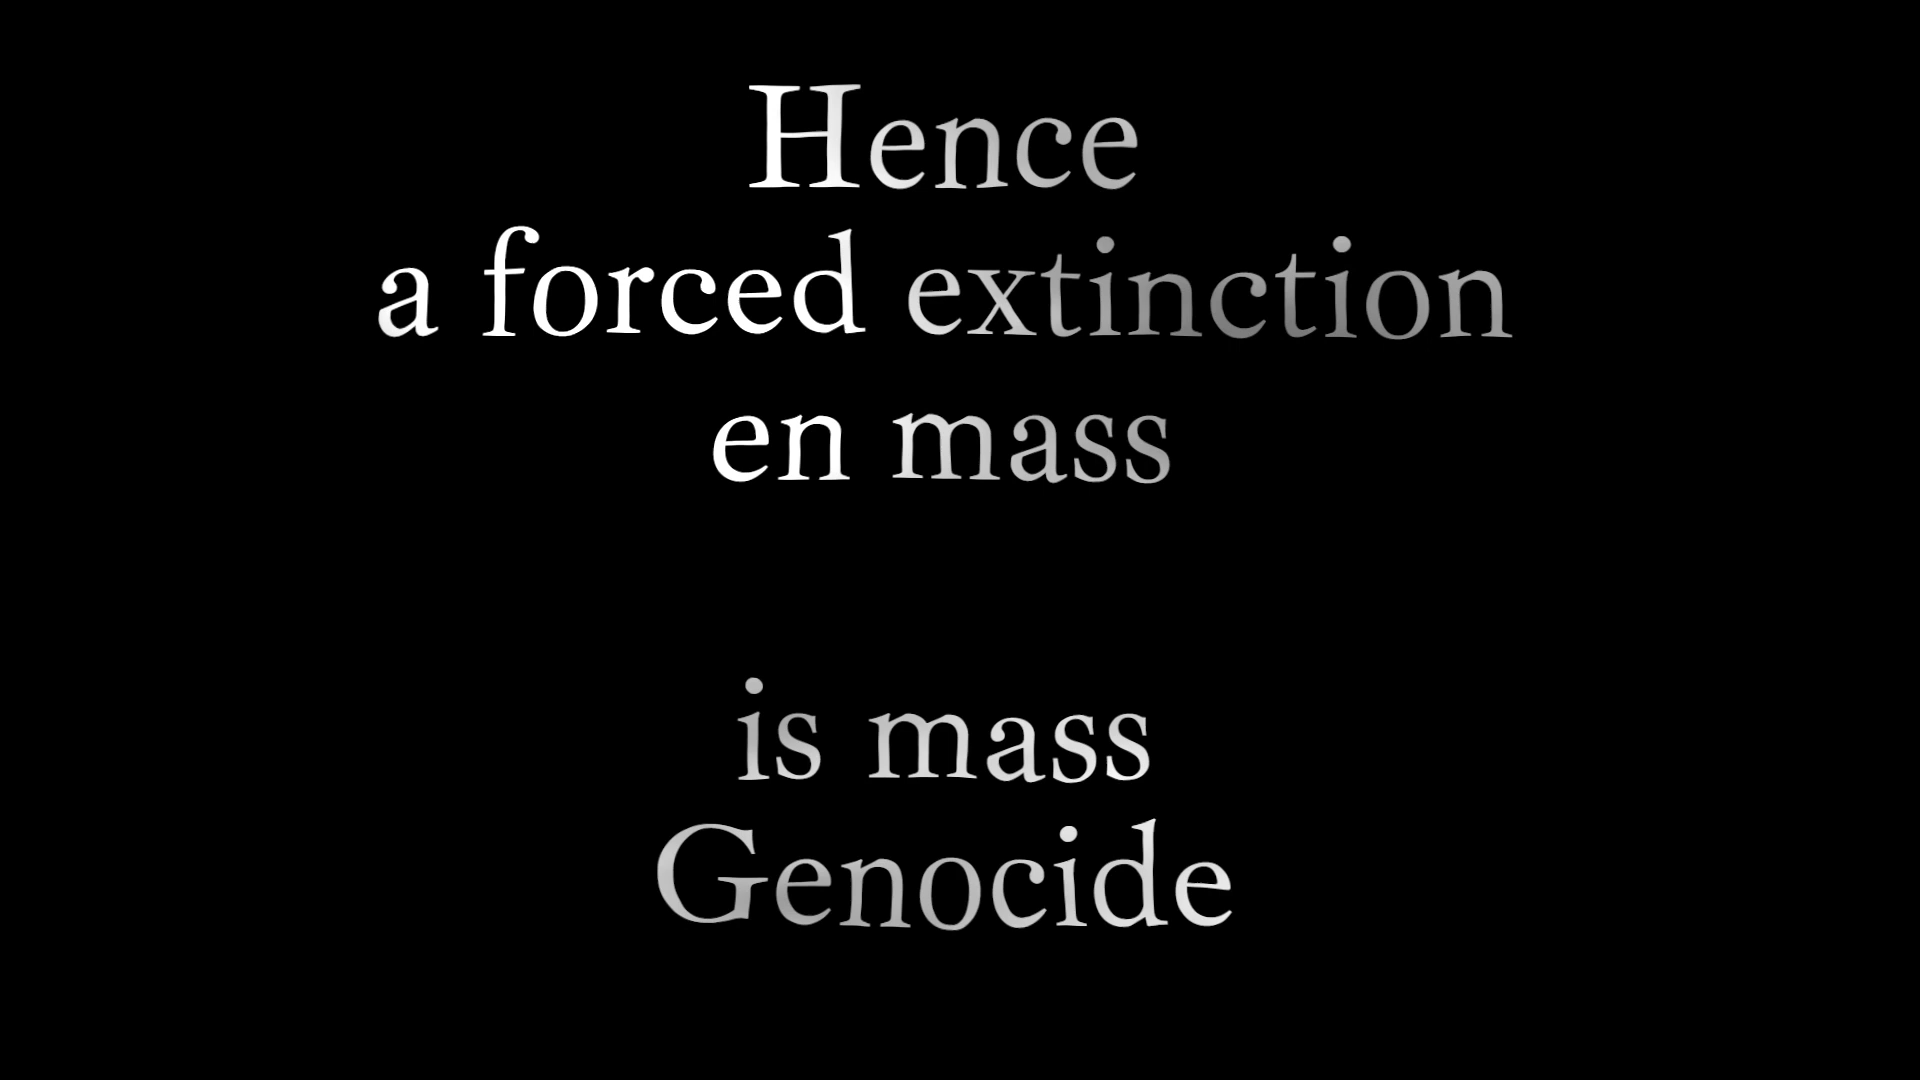 Hence
a forced extinction
en mass
is mass
Genocide